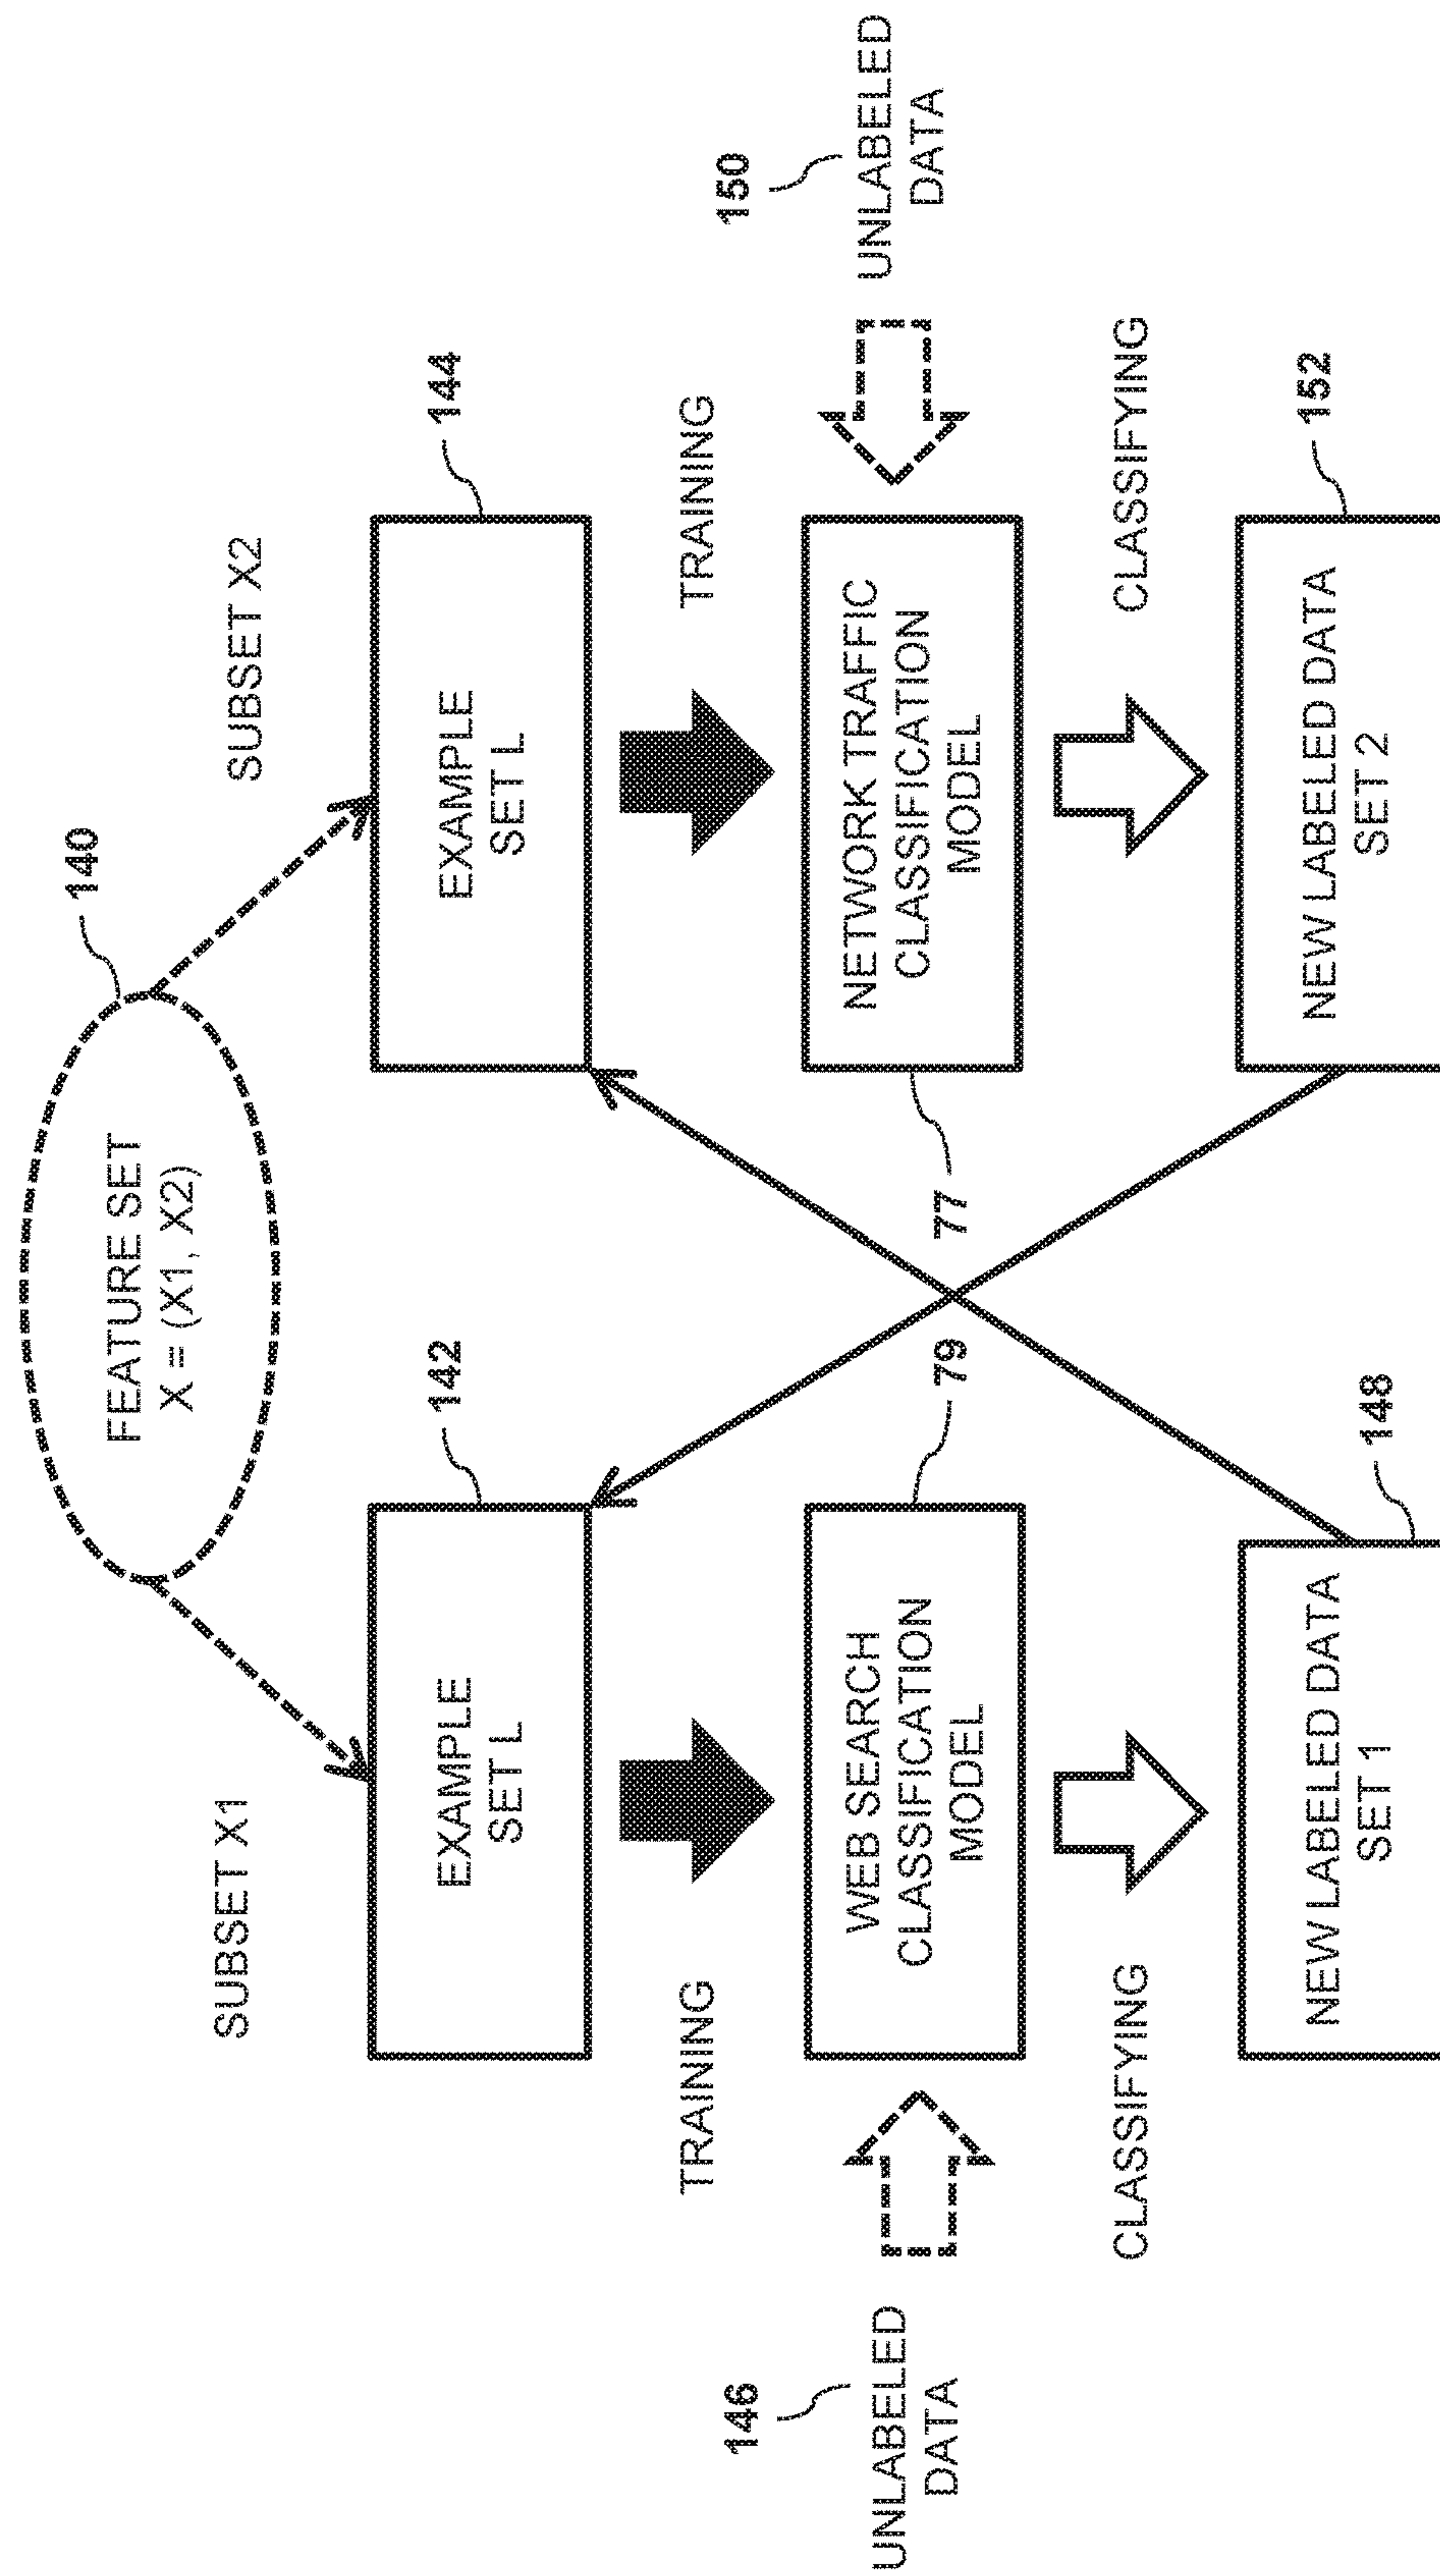 140
FEATURE SET
X = (X1, X2)
SUBSET X1
SUBSET X2
142
EXAMPLE
SET L
144
EXAMPLE
SET L
TRAINING
TRAINING
146
UNLABELED
DATA
WEB SEARCH
CLASSIFICATION
MODEL
79
77
NETWORK TRAFFIC
CLASSIFICATION
MODEL
150
UNLABELED
DATA
CLASSIFYING
CLASSIFYING
NEW LABELED DATA
SET 1
148
NEW LABELED DATA
SET 2
152